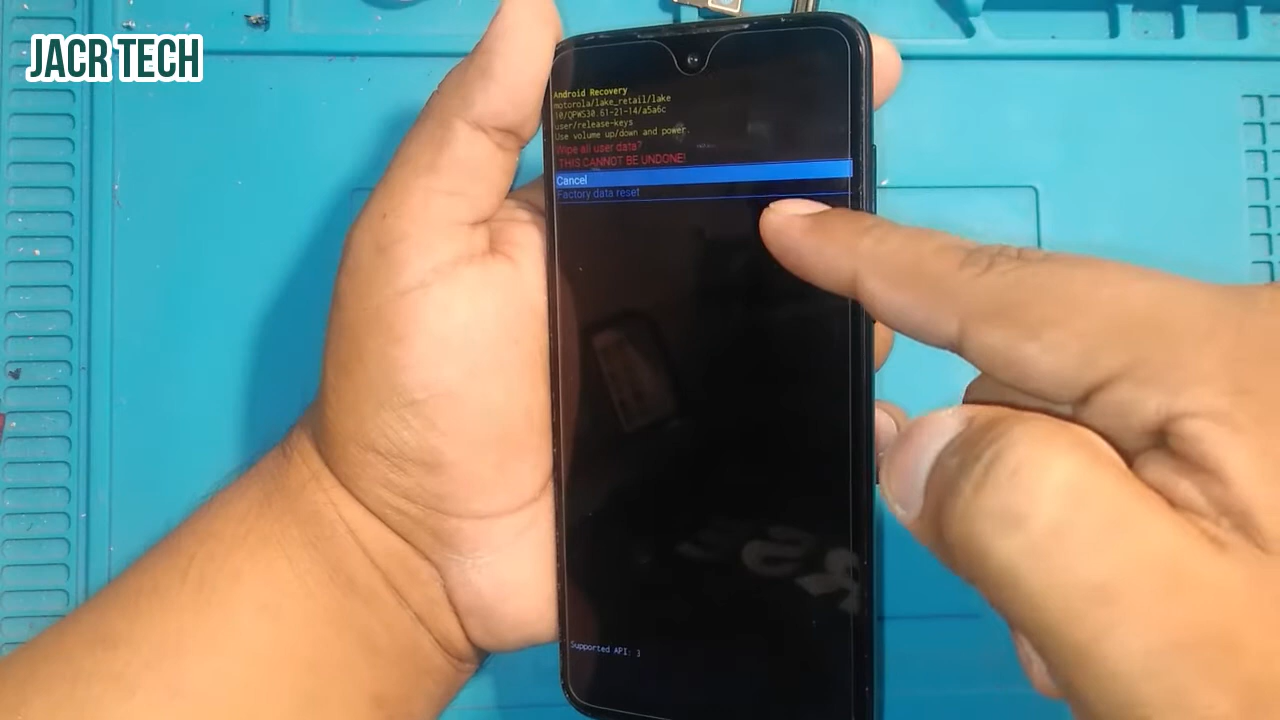 JACR TECH
Android Recovery
motorola/lake_retail/lake
10/QPWS30.61-21-14/a5a6c
user/release-keys
Use volume up/down and power.
Wipe all user data?
THIS CANNOT BE UNDONE!
Cancel
Factory data reset
Supported API: 3